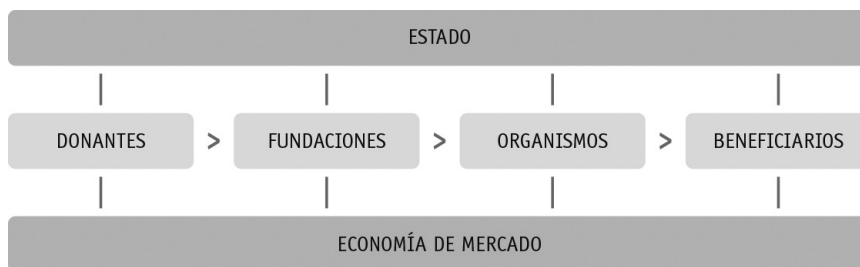 ESTADO
DONANTES > FUNDACIONES > ORGANISMOS > BENEFICIARIOS
ECONOMÍA DE MERCADO